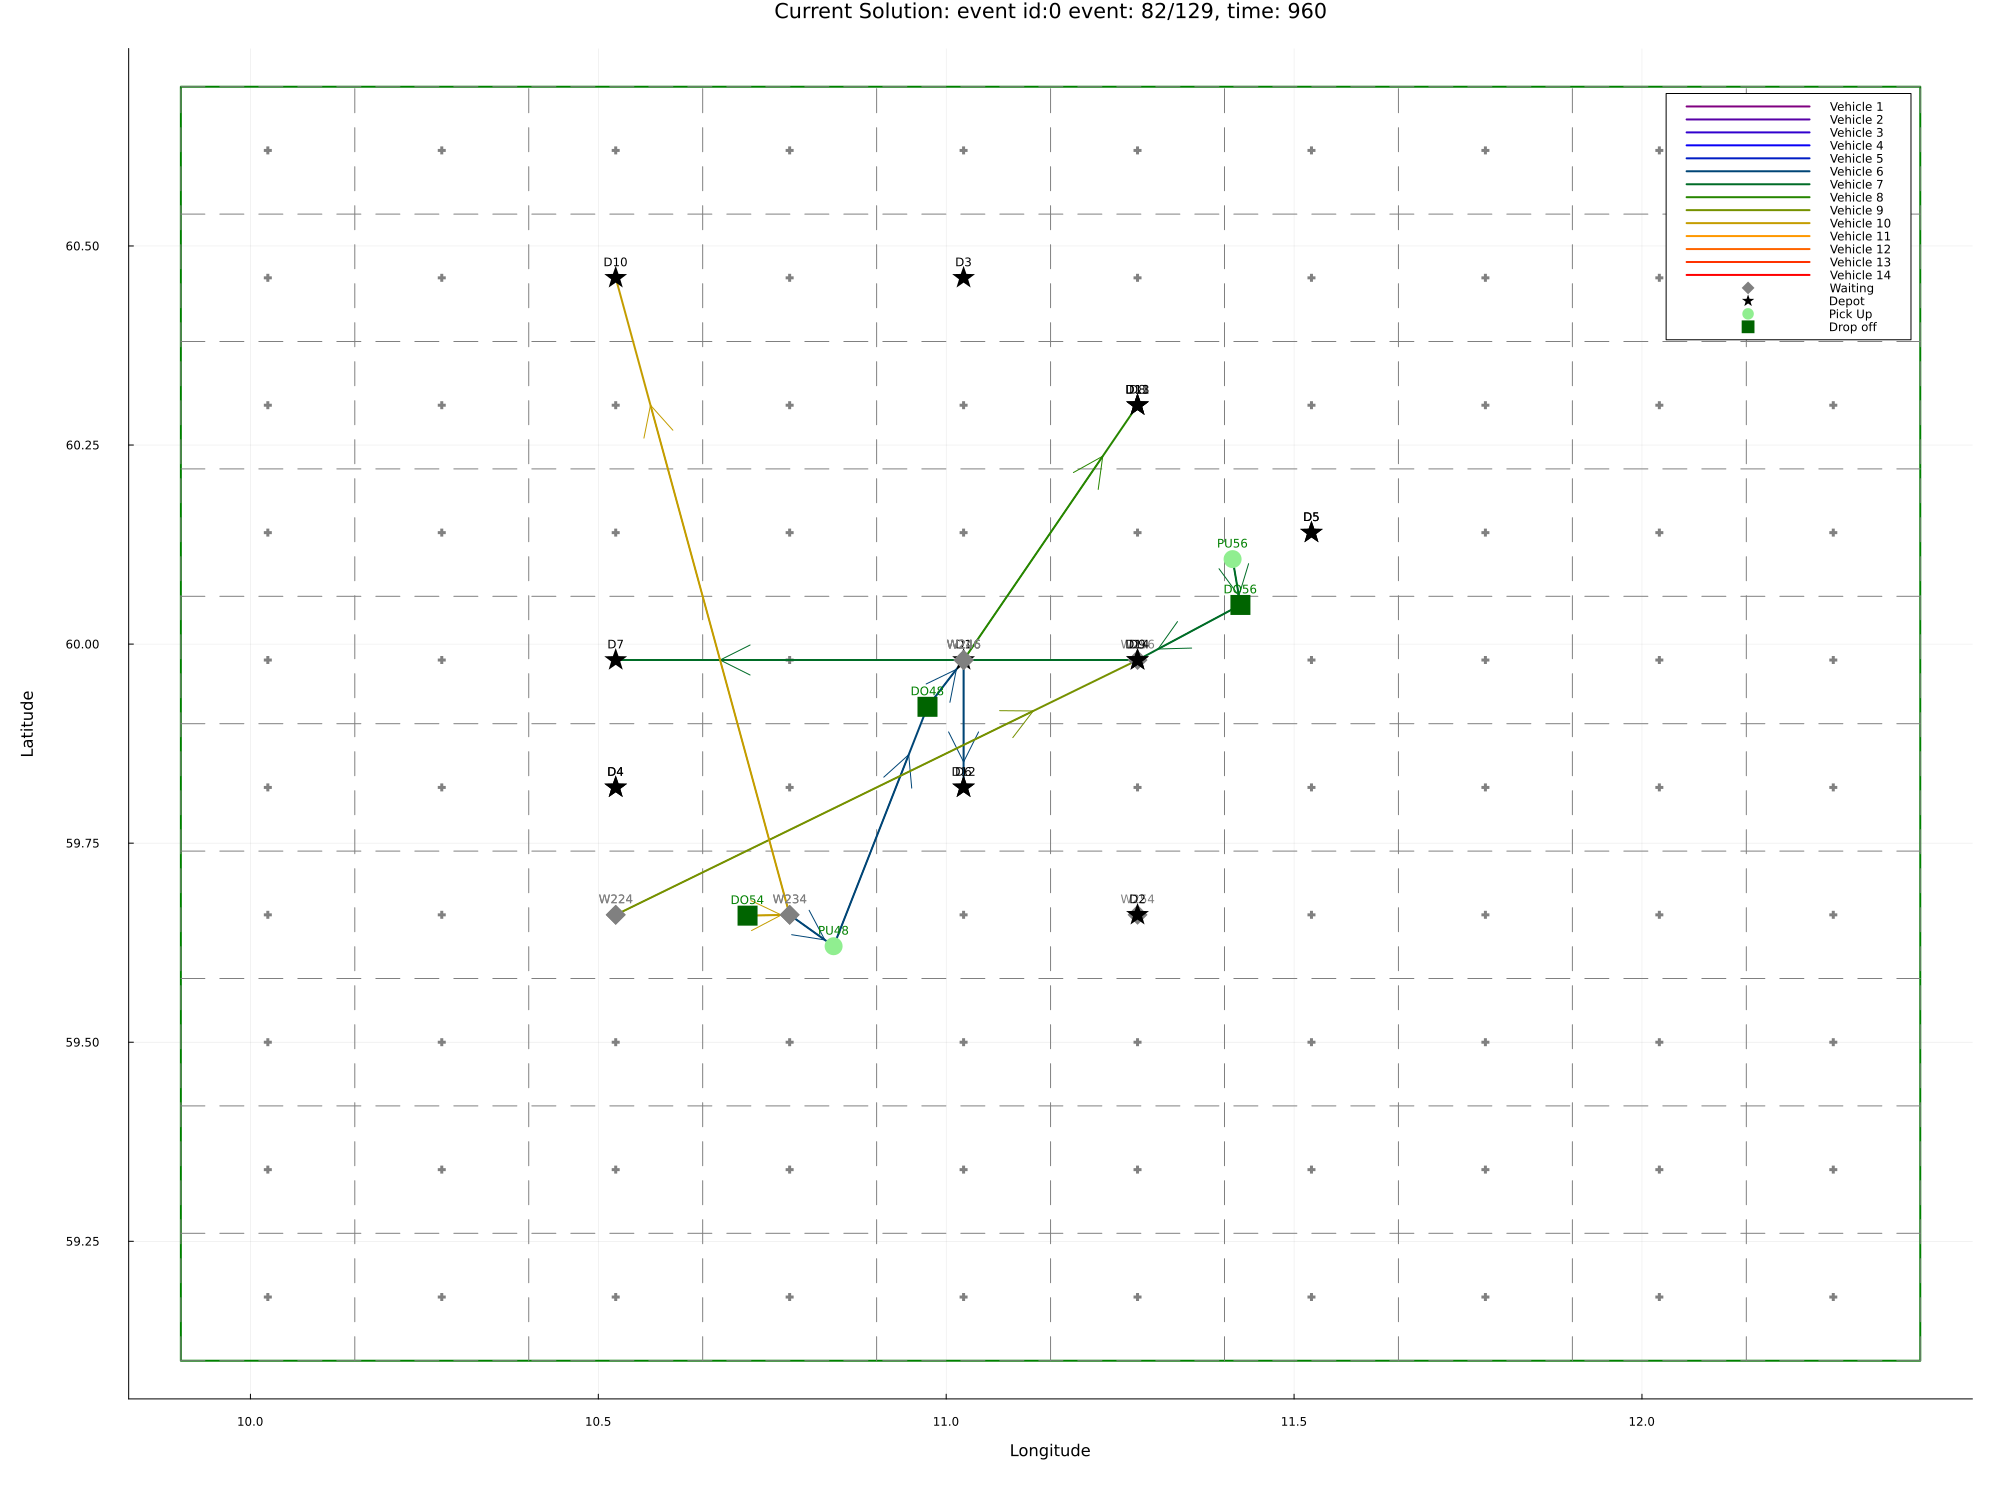 Current Solution: event id:0 event: 82/129, time: 960
Vehicle 1
Vehicle 2
Vehicle 3
Vehicle 4
Vehicle 5
Vehicle 6
Vehicle 7
Vehicle 8
Vehicle 9
Vehicle 10
Vehicle 11
Vehicle 12
Vehicle 13
Vehicle 14
Waiting
Depot
Pick Up
Drop off
60.50
D10
D3
60.25
D5
PU56
DO56
60.00
D7
DO48
D4
59.75
W224
DO54
W234
D2
PU48
59.50
59.25
10.0
10.5
11.0
11.5
12.0
Longitude
Latitude